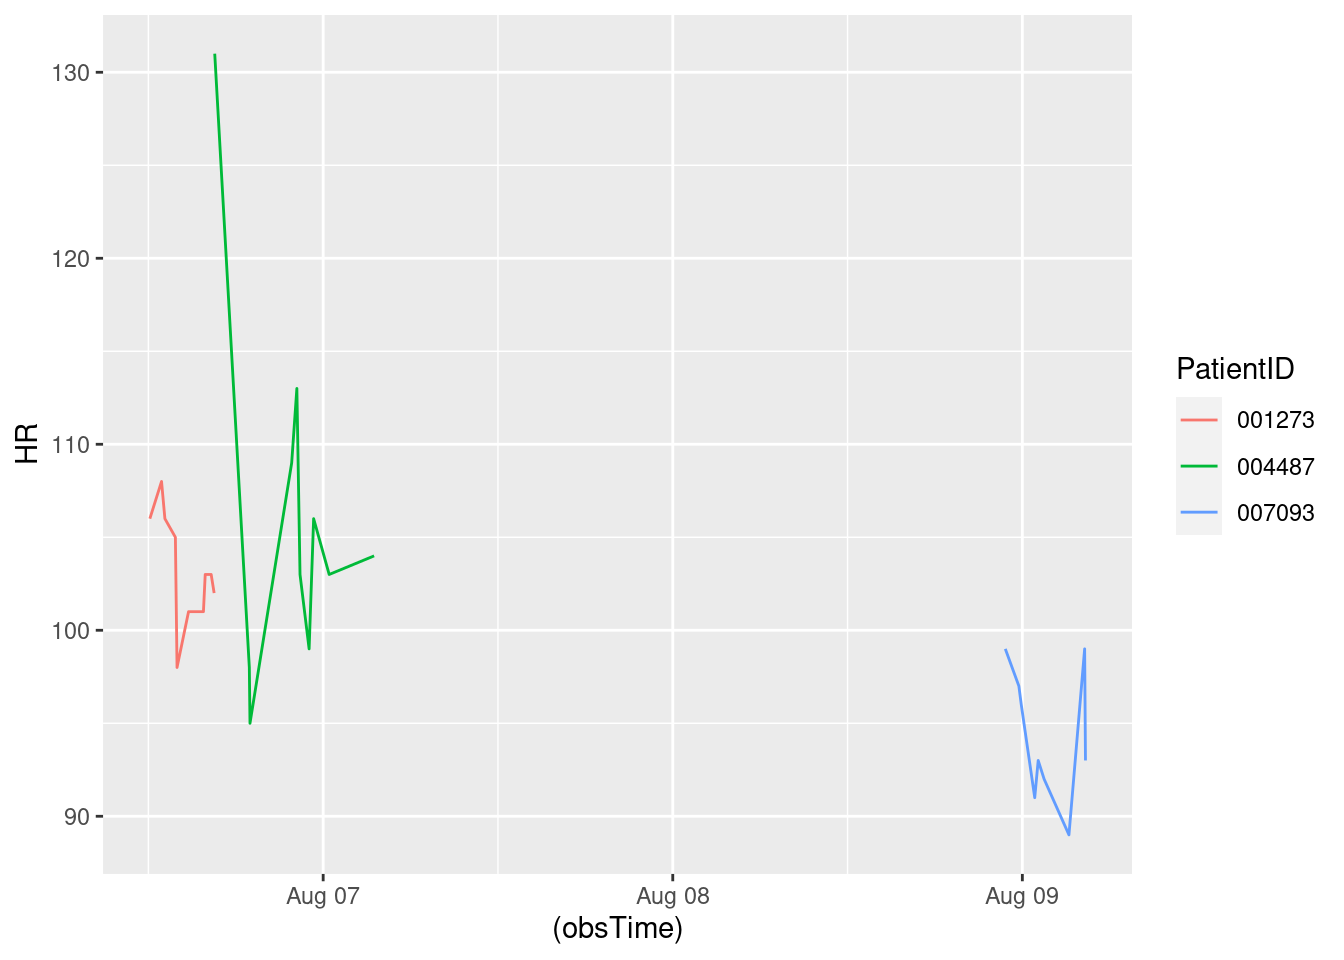 130
120
110
100
90
HR
Aug 07
Aug 08
Aug 09
(obsTime)
PatientID
001273
004487
007093